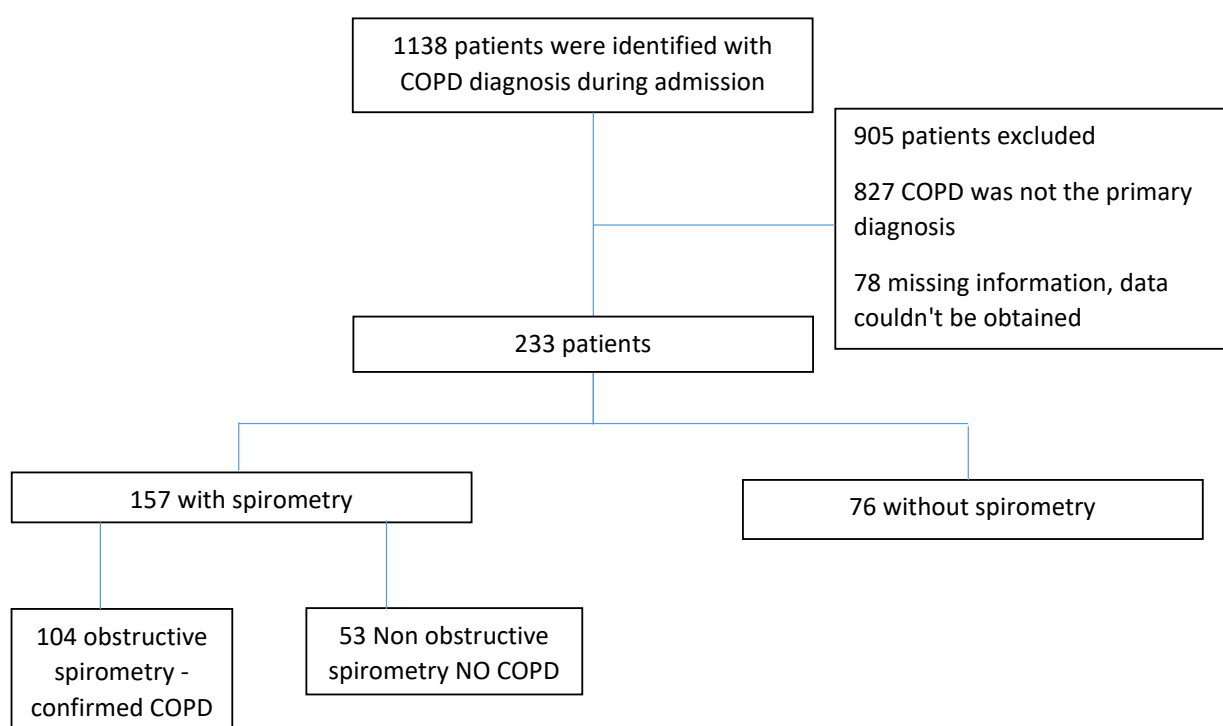 1138 patients were identified with
COPD diagnosis during admission
905 patients excluded
827 COPD was not the primary
diagnosis
78 missing information, data
couldn't be obtained
233 patients
157 with spirometry
76 without spirometry
104 obstructive
spirometry -
confirmed COPD
53 Non obstructive
spirometry NO COPD